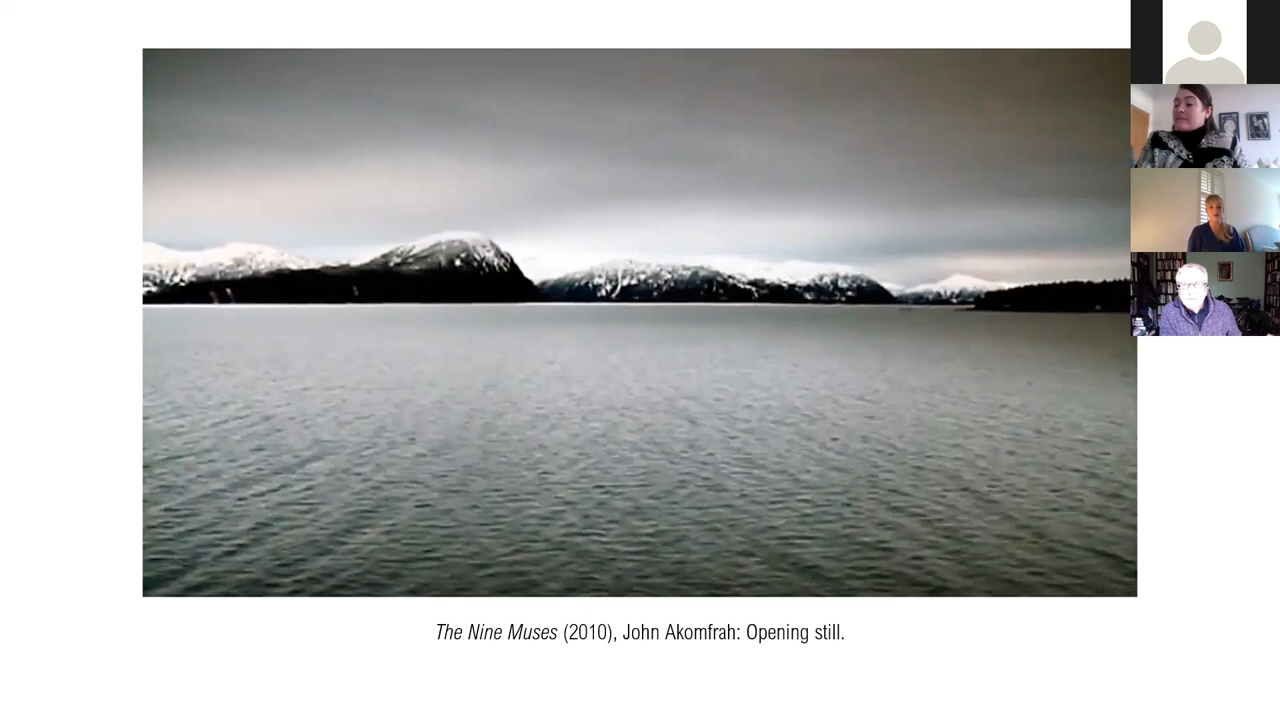 The Nine Muses (2010), John Akomfrah: Opening still.